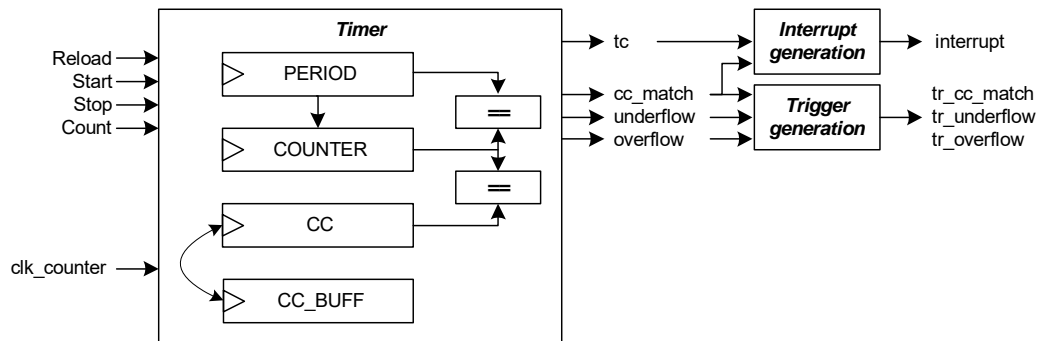 Timer
Reload
Start
Stop
Count
clk_counter
PERIOD
COUNTER
CC
CC_BUFF
==
==
tc
cc_match
underflow
overflow
Interrupt
generation
Trigger
generation
interrupt
tr_cc_match
tr_underflow
tr_overflow